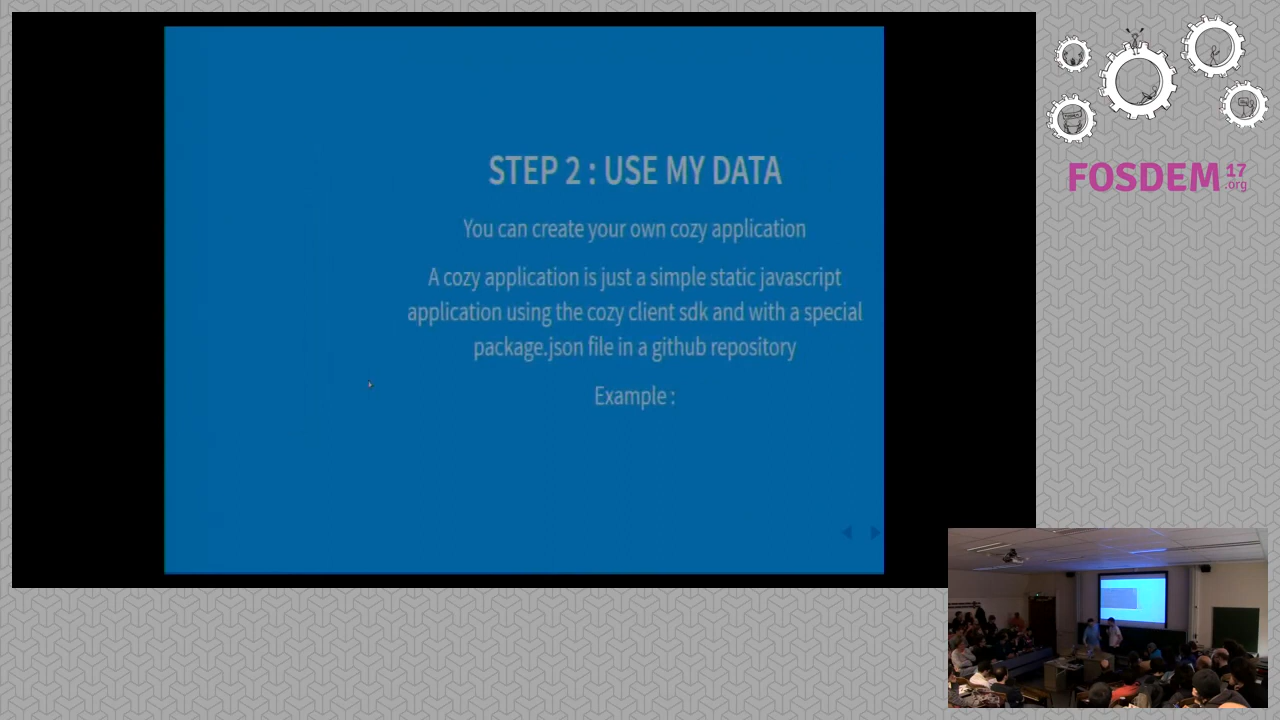 STEP 2 : USE MY DATA
You can create your own cozy application
A cozy application is just a simple static javascript
application using the cozy client sdk and with a special
package.json file in a github repository
Example :
FOSDEM 17
.org